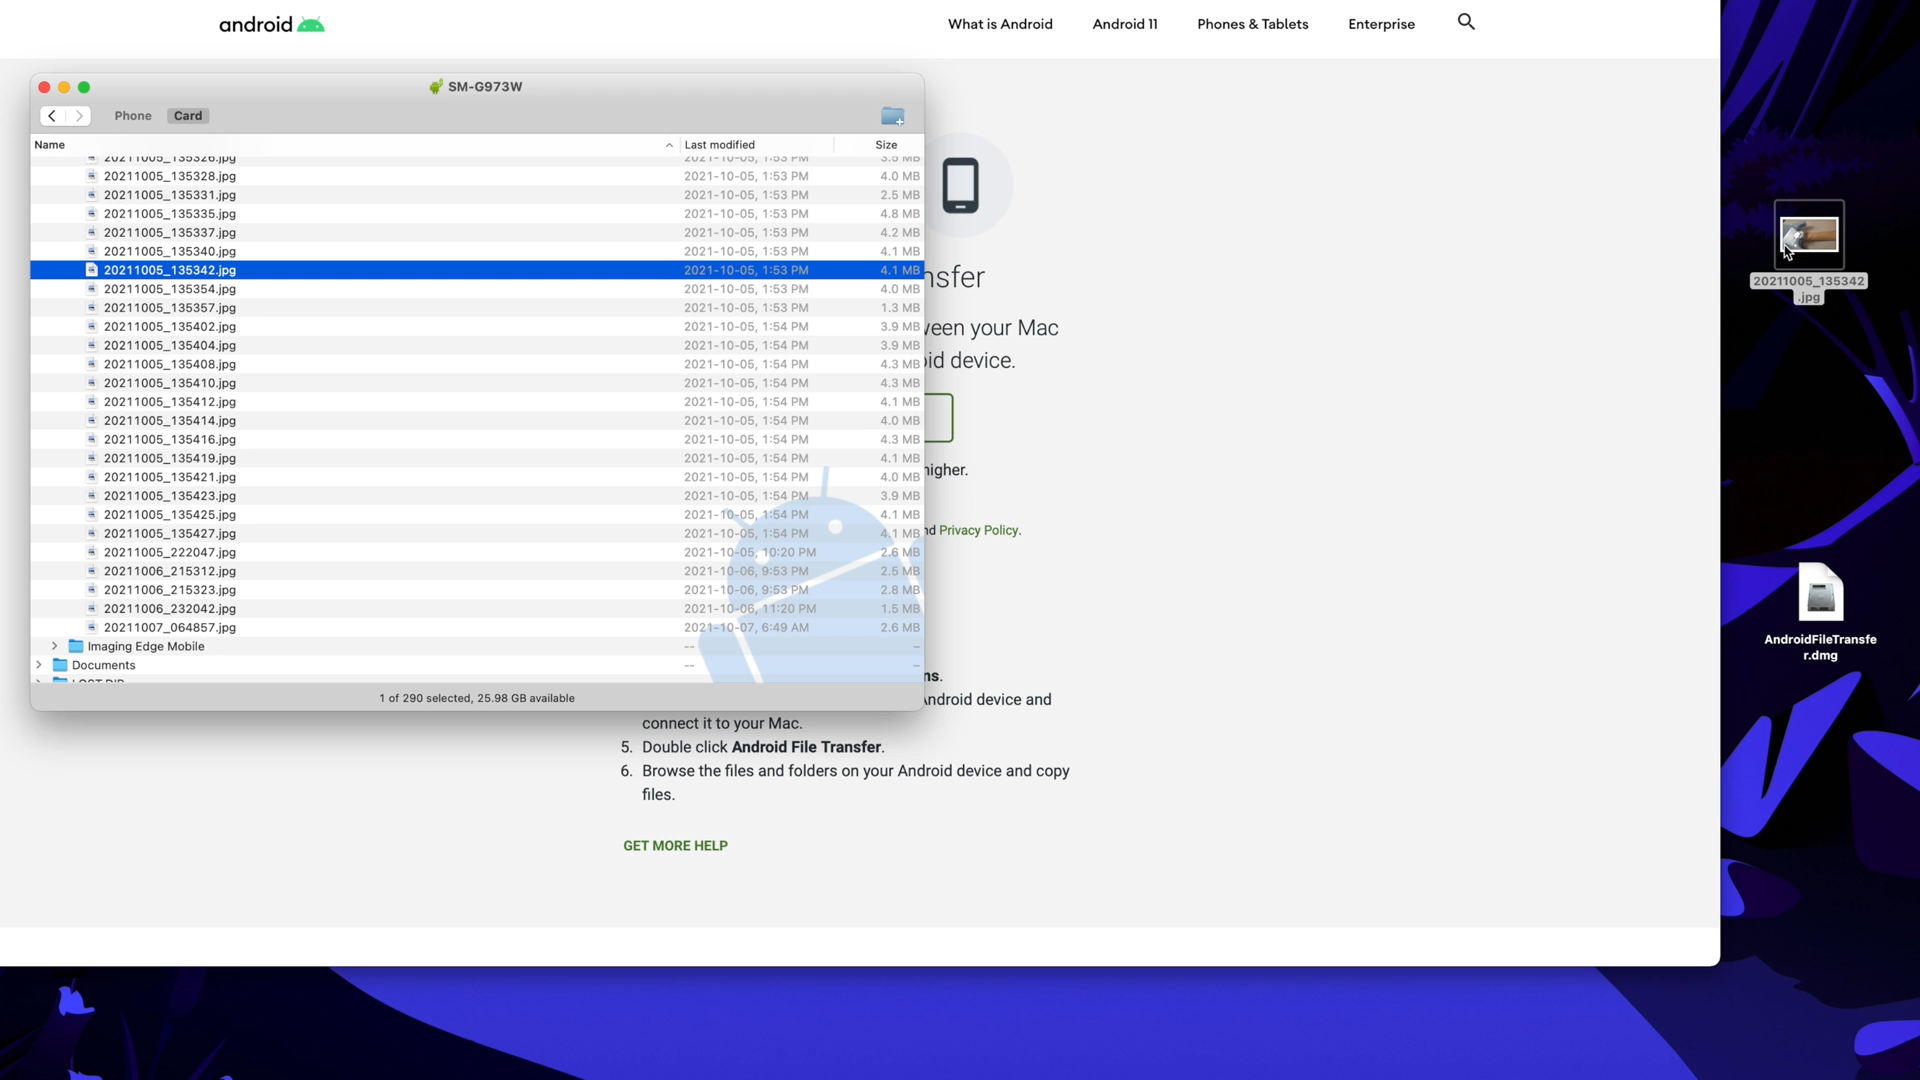 android
What is Android Android 11 Phones & Tablets Enterprise
SM-G973W
Phone Card
Name Last modified Size
20211005_135326.jpg 2021-10-05, 1:53 PM 3.5 MB
20211005_135328.jpg 2021-10-05, 1:53 PM 4.0 MB
20211005_135331.jpg 2021-10-05, 1:53 PM 2.5 MB
20211005_135335.jpg 2021-10-05, 1:53 PM 4.8 MB
20211005_135337.jpg 2021-10-05, 1:53 PM 4.2 MB
20211005_135340.jpg 2021-10-05, 1:53 PM 4.1 MB
20211005_135342.jpg 2021-10-05, 1:53 PM 4.1 MB
20211005_135354.jpg 2021-10-05, 1:53 PM 4.0 MB
20211005_135357.jpg 2021-10-05, 1:53 PM 1.3 MB
20211005_135402.jpg 2021-10-05, 1:54 PM 3.9 MB
20211005_135404.jpg 2021-10-05, 1:54 PM 3.9 MB
20211005_135408.jpg 2021-10-05, 1:54 PM 4.3 MB
20211005_135410.jpg 2021-10-05, 1:54 PM 4.3 MB
20211005_135412.jpg 2021-10-05, 1:54 PM 4.1 MB
20211005_135414.jpg 2021-10-05, 1:54 PM 4.0 MB
20211005_135416.jpg 2021-10-05, 1:54 PM 4.3 MB
20211005_135419.jpg 2021-10-05, 1:54 PM 4.1 MB
20211005_135421.jpg 2021-10-05, 1:54 PM 4.0 MB
20211005_135423.jpg 2021-10-05, 1:54 PM 3.9 MB
20211005_135425.jpg 2021-10-05, 1:54 PM 4.1 MB
20211005_135427.jpg 2021-10-05, 1:54 PM 4.1 MB
20211005_222047.jpg 2021-10-05, 10:20 PM 2.6 MB
20211006_215312.jpg 2021-10-06, 9:53 PM 2.5 MB
20211006_215323.jpg 2021-10-06, 9:53 PM 2.8 MB
20211006_232042.jpg 2021-10-06, 11:20 PM 1.5 MB
20211007_064857.jpg 2021-10-07, 6:49 AM 2.6 MB
Imaging Edge Mobile -- –
Documents -- –
LOST.DIR
1 of 290 selected, 25.98 GB available
nsfer
ween your Mac
oid device.
higher.
nd Privacy Policy.
ns.
Android device and
connect it to your Mac.
5. Double click Android File Transfer.
6. Browse the files and folders on your Android device and copy
files.
GET MORE HELP
20211005_135342
.jpg
AndroidFileTransfe
r.dmg